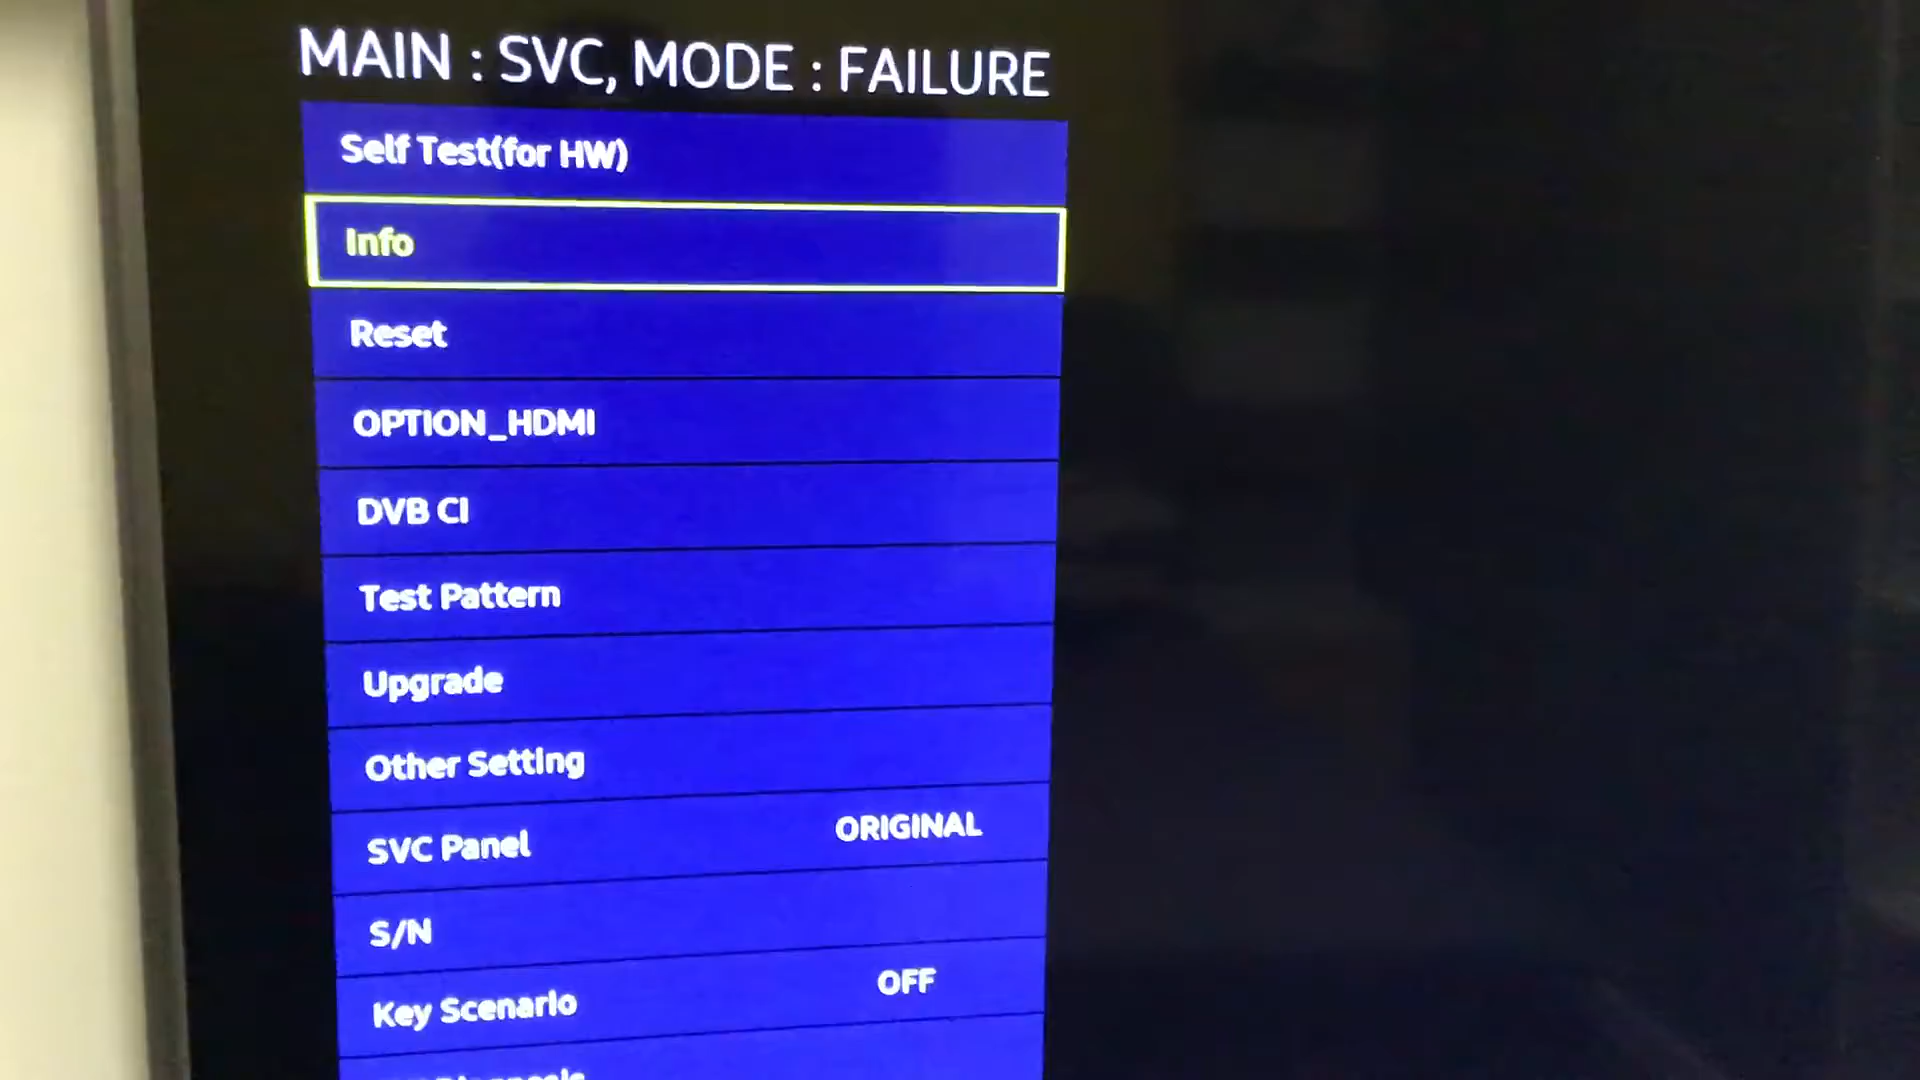 MAIN : SVC, MODE : FAILURE
Self Test(for HW)
Info
Reset
OPTION_HDMI
DVB CI
Test Pattern
Upgrade
Other Setting
SVC Panel ORIGINAL
S/N
Key Scenario OFF
Diagnosis